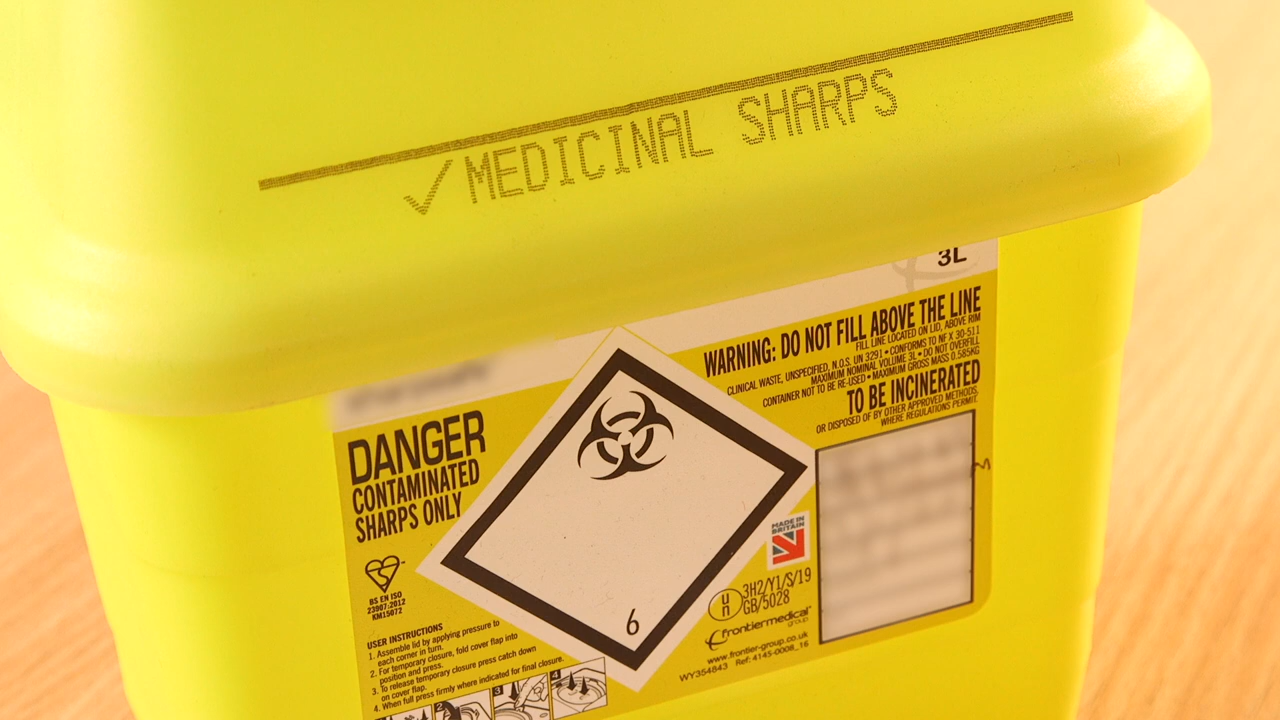 ✓ MEDICINAL SHARPS
3L
WARNING: DO NOT FILL ABOVE THE LINE
FILL LINE LOCATED ON LID, ABOVE RIM
CLINICAL WASTE, UNSPECIFIED, N.O.S. UN 3291 • CONFORMS TO NF X 30-511
MAXIMUM NOMINAL VOLUME 3L • DO NOT OVERFILL
CONTAINER NOT TO BE RE-USED • MAXIMUM GROSS MASS 0.585KG
TO BE INCINERATED
OR DISPOSED OF BY OTHER APPROVED METHODS,
WHERE REGULATIONS PERMIT.
DANGER
CONTAMINATED
SHARPS ONLY
BS EN ISO
23907:2012
KM15072
6
MADE IN
BRITAIN
un
3H2/Y1/S/19
GB/5028
frontiermedical
group
www.frontier-group.co.uk
WY354843 Ref: 4145-0008_16
USER INSTRUCTIONS
1. Assemble lid by applying pressure to
each corner in turn.
2. For temporary closure, fold cover flap into
position and press.
3. To release temporary closure press catch down
on cover flap.
4. When full press firmly where indicated for final closure.
2
3
4